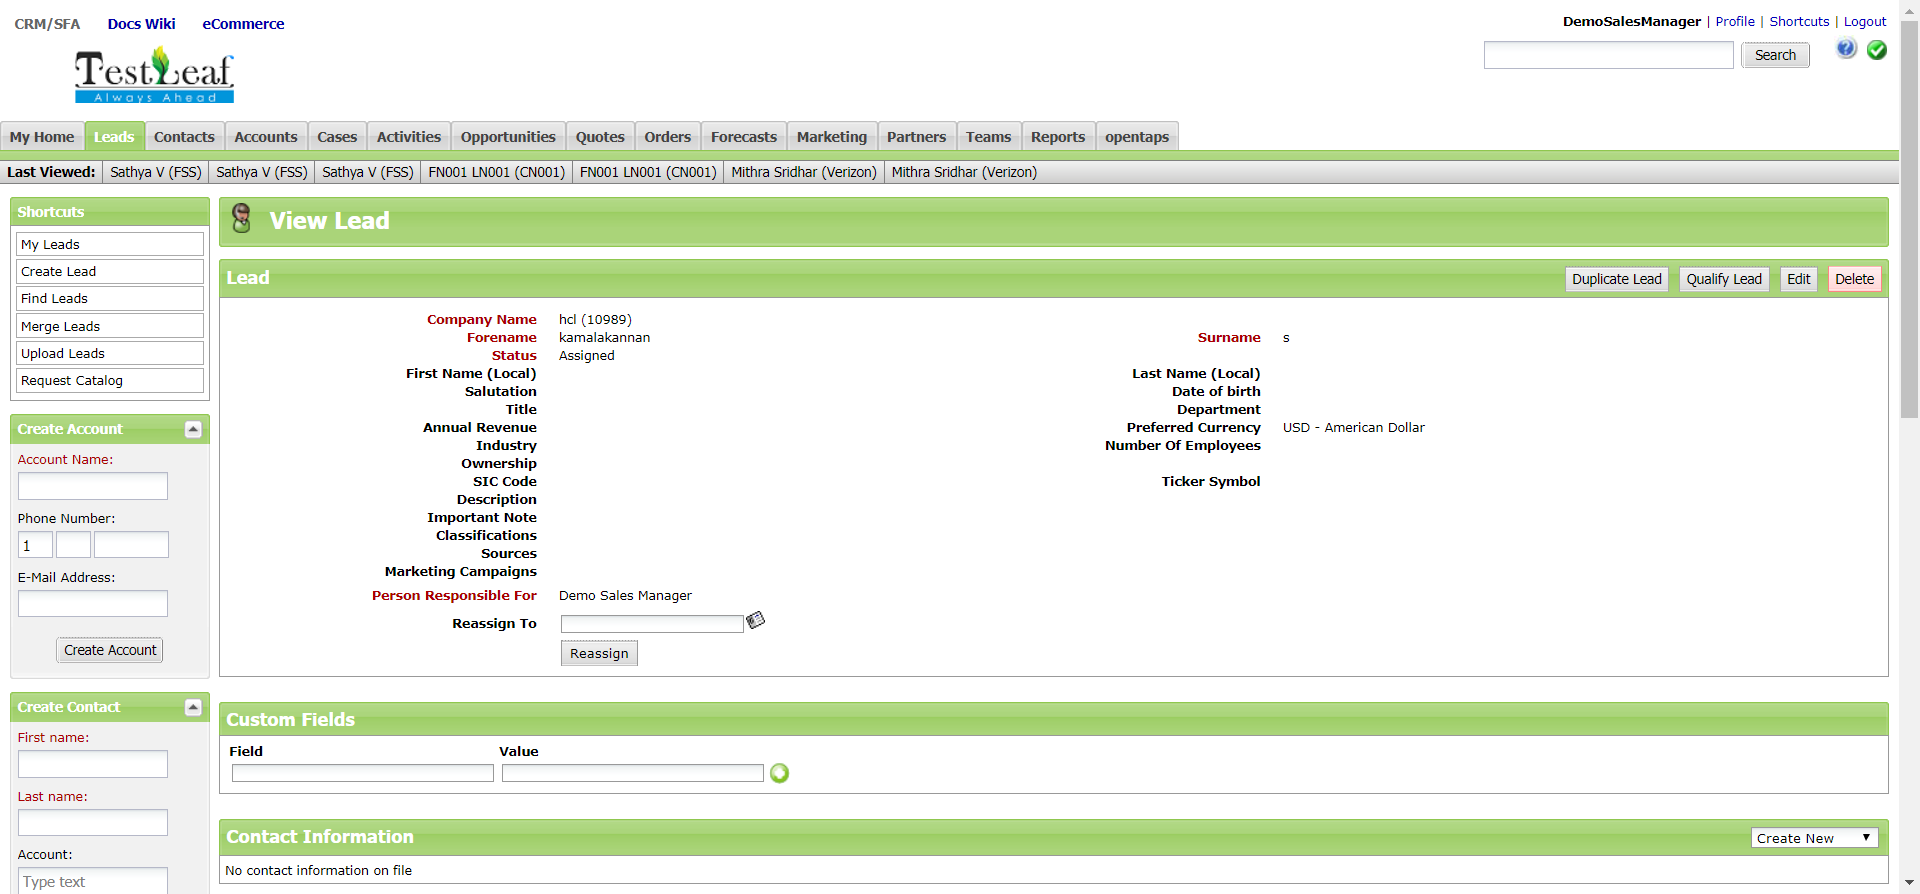 CRM/SFA Docs Wiki eCommerce
DemoSalesManager | Profile | Shortcuts | Logout
Search
TestLeaf
Always Ahead
My Home Leads Contacts Accounts Cases Activities Opportunities Quotes Orders Forecasts Marketing Partners Teams Reports opentaps
Last Viewed: Sathya V (FSS) Sathya V (FSS) Sathya V (FSS) FN001 LN001 (CN001) FN001 LN001 (CN001) Mithra Sridhar (Verizon) Mithra Sridhar (Verizon)
Shortcuts
My Leads
Create Lead
Find Leads
Merge Leads
Upload Leads
Request Catalog
Create Account
Account Name:
Phone Number:
1
E-Mail Address:
Create Account
Create Contact
First name:
Last name:
Account:
Type text
View Lead
Lead
Duplicate Lead Qualify Lead Edit Delete
Company Name hcl (10989)
Forename kamalakannan Surname s
Status Assigned
First Name (Local) Last Name (Local)
Salutation Date of birth
Title Department
Annual Revenue Preferred Currency USD - American Dollar
Industry Number Of Employees
Ownership
SIC Code Ticker Symbol
Description
Important Note
Classifications
Sources
Marketing Campaigns
Person Responsible For Demo Sales Manager
Reassign To
Reassign
Custom Fields
Field Value
Contact Information
Create New
No contact information on file